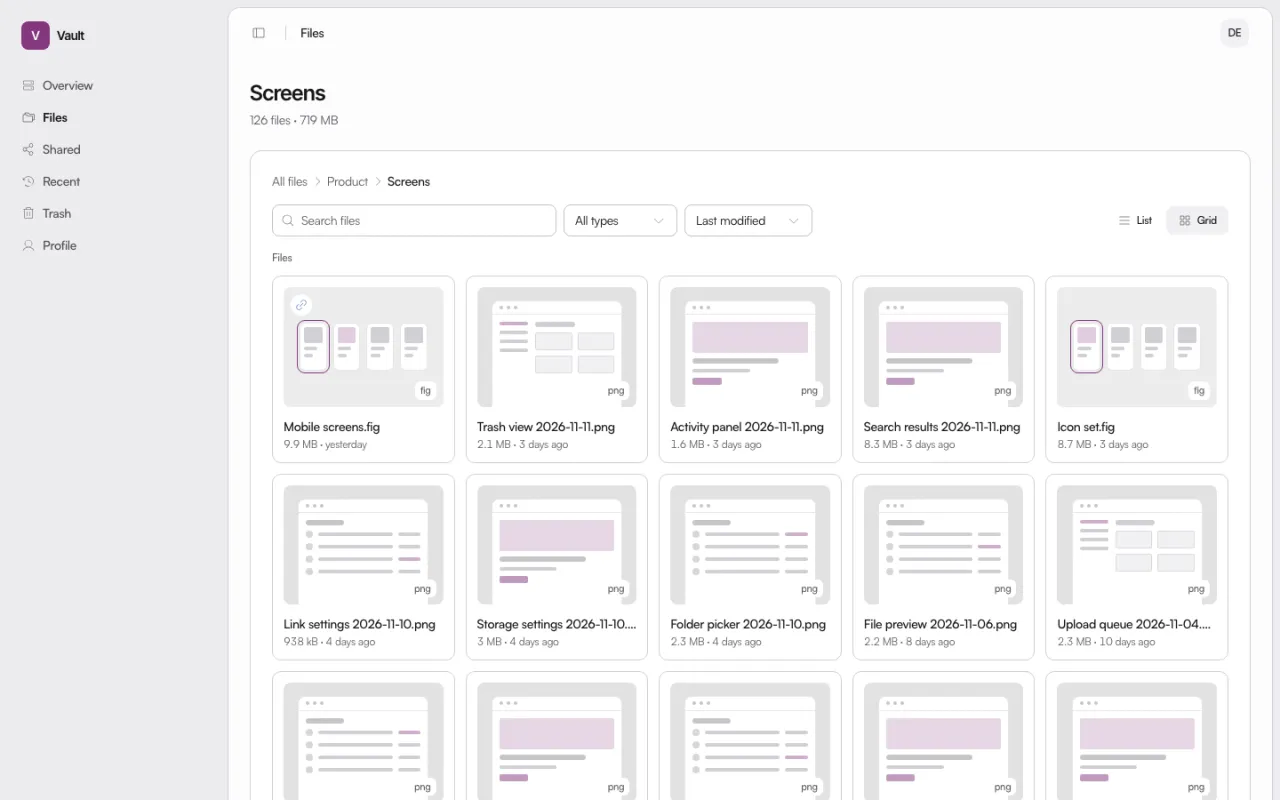 V Vault
Overview
Files
Shared
Recent
Trash
Profile
Files
DE
Screens
126 files • 719 MB
All files > Product > Screens
Search files
All types
Last modified
List
Grid
Files
fig
Mobile screens.fig
9.9 MB • yesterday
png
Trash view 2026-11-11.png
2.1 MB • 3 days ago
png
Activity panel 2026-11-11.png
1.6 MB • 3 days ago
png
Search results 2026-11-11.png
8.3 MB • 3 days ago
fig
Icon set.fig
8.7 MB • 3 days ago
png
Link settings 2026-11-10.png
938 kB • 4 days ago
png
Storage settings 2026-11-10....
3 MB • 4 days ago
png
Folder picker 2026-11-10.png
2.3 MB • 4 days ago
png
File preview 2026-11-06.png
2.2 MB • 8 days ago
png
Upload queue 2026-11-04....
2.3 MB • 10 days ago
png
png
png
png
png